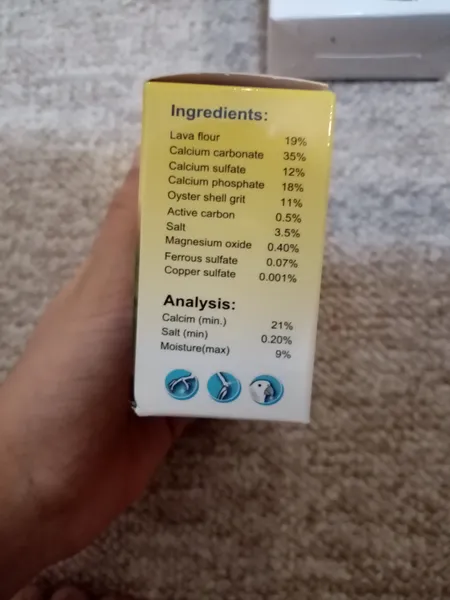 Ingredients:
Lava flour 19%
Calcium carbonate 35%
Calcium sulfate 12%
Calcium phosphate 18%
Oyster shell grit 11%
Active carbon 0.5%
Salt 3.5%
Magnesium oxide 0.40%
Ferrous sulfate 0.07%
Copper sulfate 0.001%
Analysis:
Calcim (min.) 21%
Salt (min) 0.20%
Moisture(max) 9%